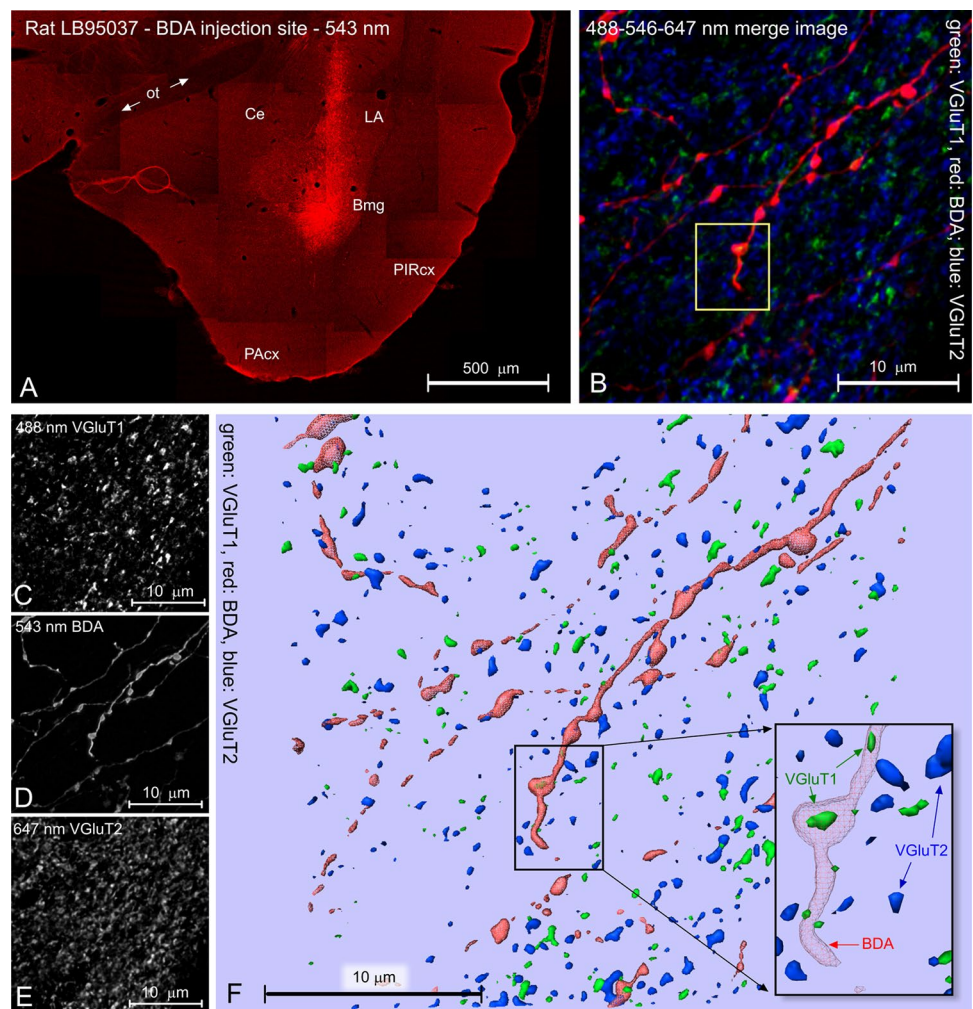 Rat LB95037 - BDA injection site - 543 nm
ot
Ce
LA
Bmg
PIRcx
PAcx
500 μm
A
488-546-647 nm merge image
green: VGluT1, red: BDA; blue: VGluT2
10 μm
B
488 nm VGluT1
10 μm
C
543 nm BDA
10 μm
D
647 nm VGluT2
10 μm
E
green: VGluT1, red: BDA, blue: VGluT2
VGluT1
VGluT2
BDA
10 μm
F